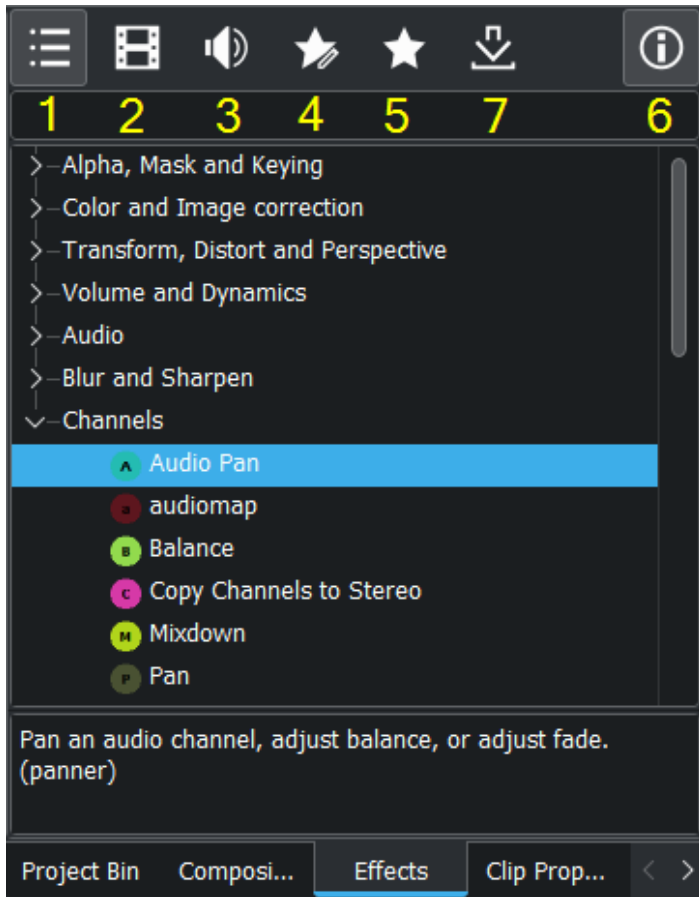 1 2 3 4 5 7 6
Alpha, Mask and Keying
Color and Image correction
Transform, Distort and Perspective
Volume and Dynamics
Audio
Blur and Sharpen
Channels
A Audio Pan
a audiomap
B Balance
C Copy Channels to Stereo
M Mixdown
P Pan
Pan an audio channel, adjust balance, or adjust fade.
(panner)
Project Bin Composi... Effects Clip Prop...